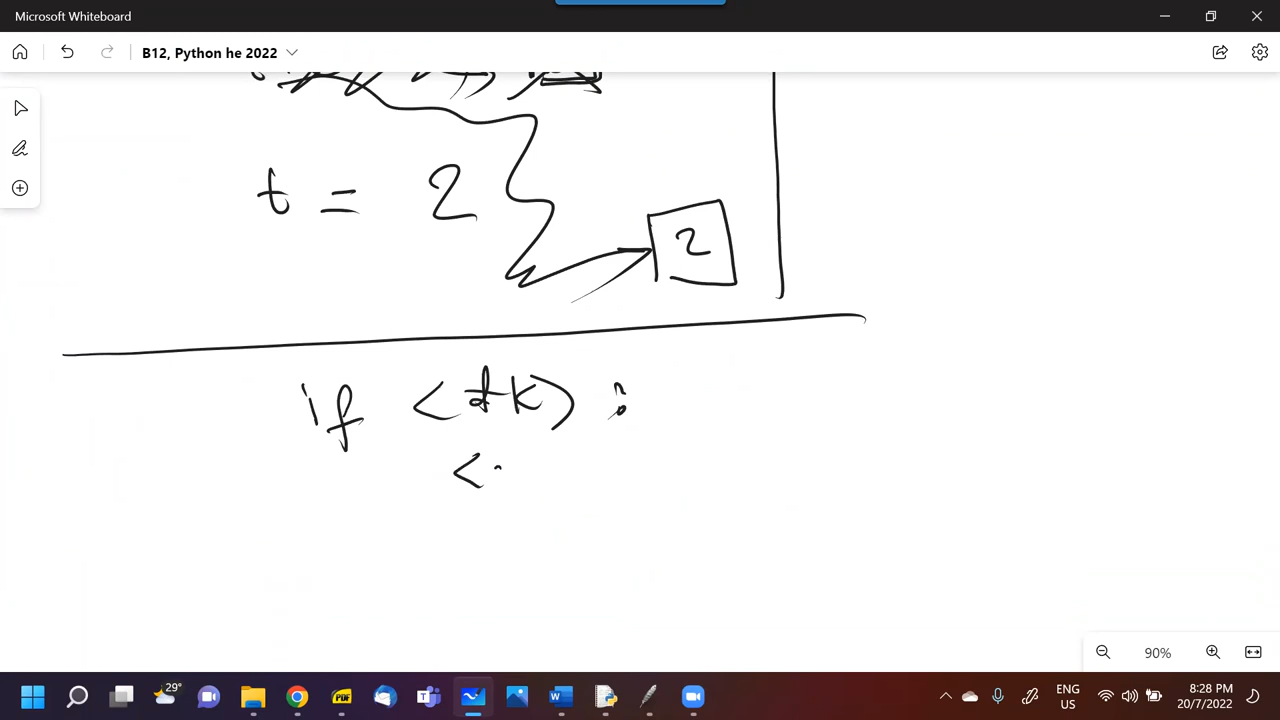 Microsoft Whiteboard
B12, Python he 2022
t = 2
2
if <đk> :
<
90%
29°
ENG
US
8:28 PM
20/7/2022